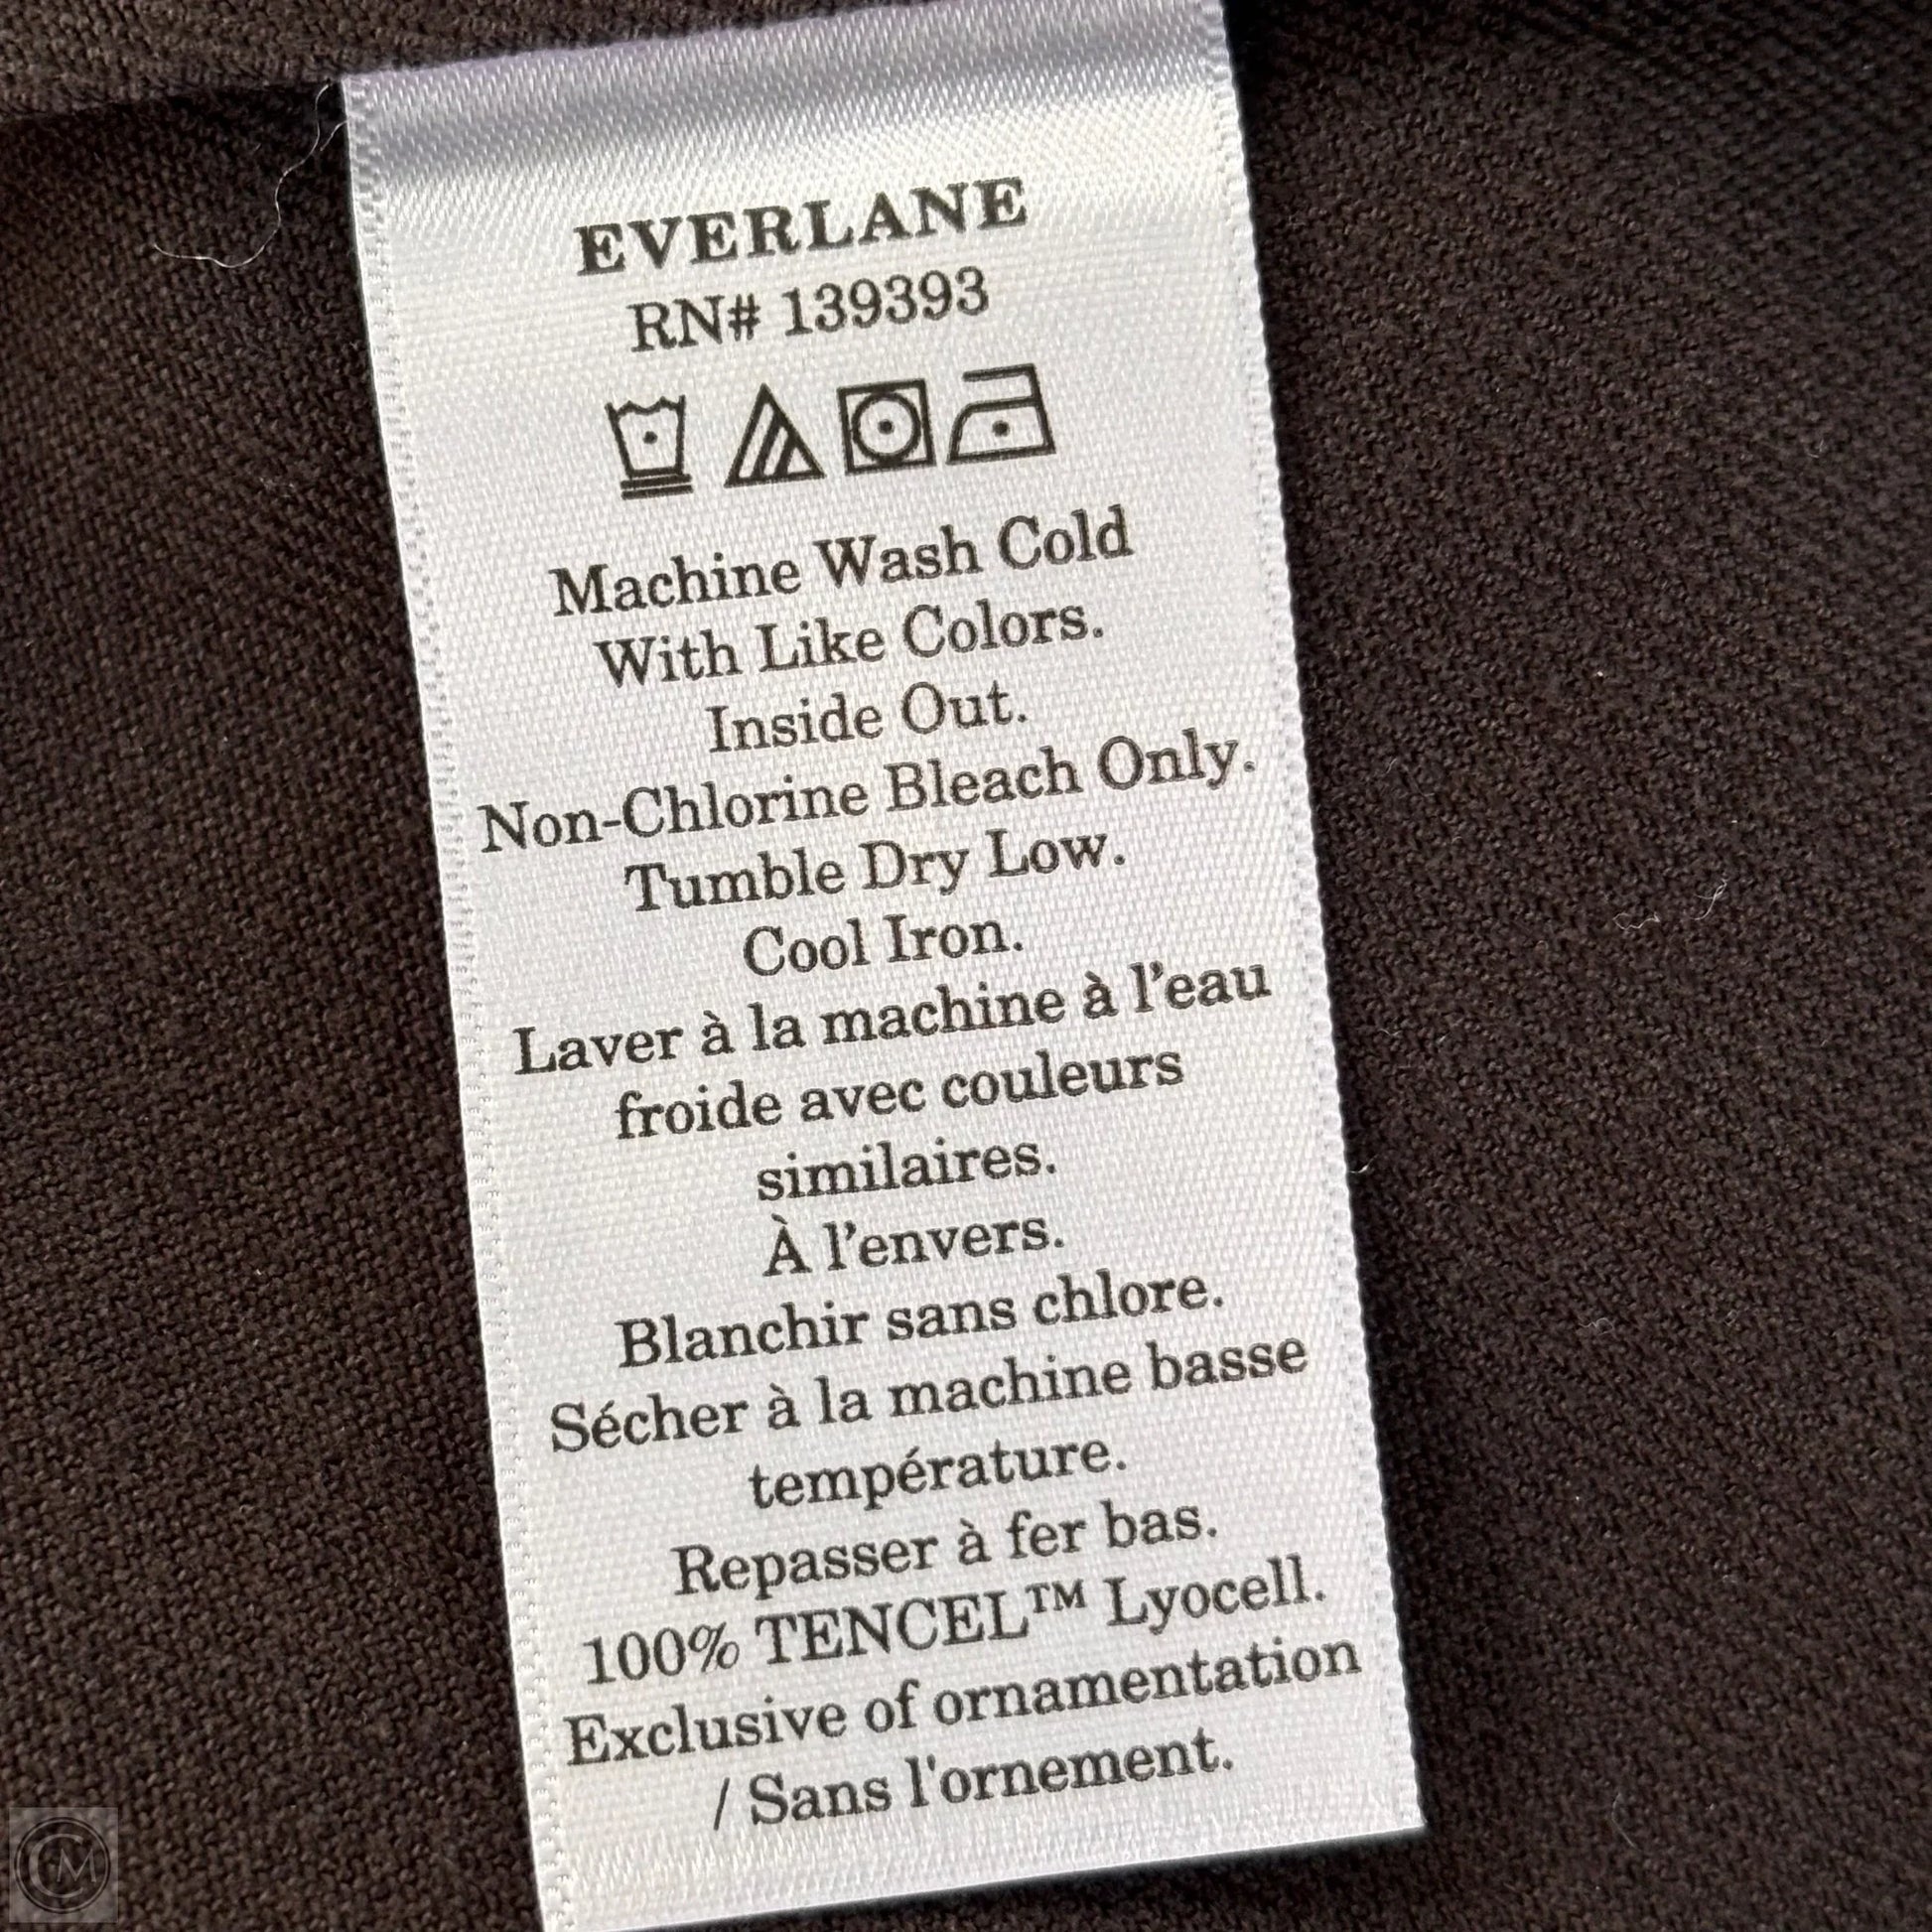 EVERLANE
RN# 139393
Machine Wash Cold
With Like Colors.
Inside Out.
Non-Chlorine Bleach Only.
Tumble Dry Low.
Cool Iron.
Laver à la machine à l’eau
froide avec couleurs
similaires.
À l’envers.
Blanchir sans chlore.
Sécher à la machine basse
température.
Repasser à fer bas.
100% TENCEL™ Lyocell.
Exclusive of ornamentation
/ Sans l'ornement.
CM